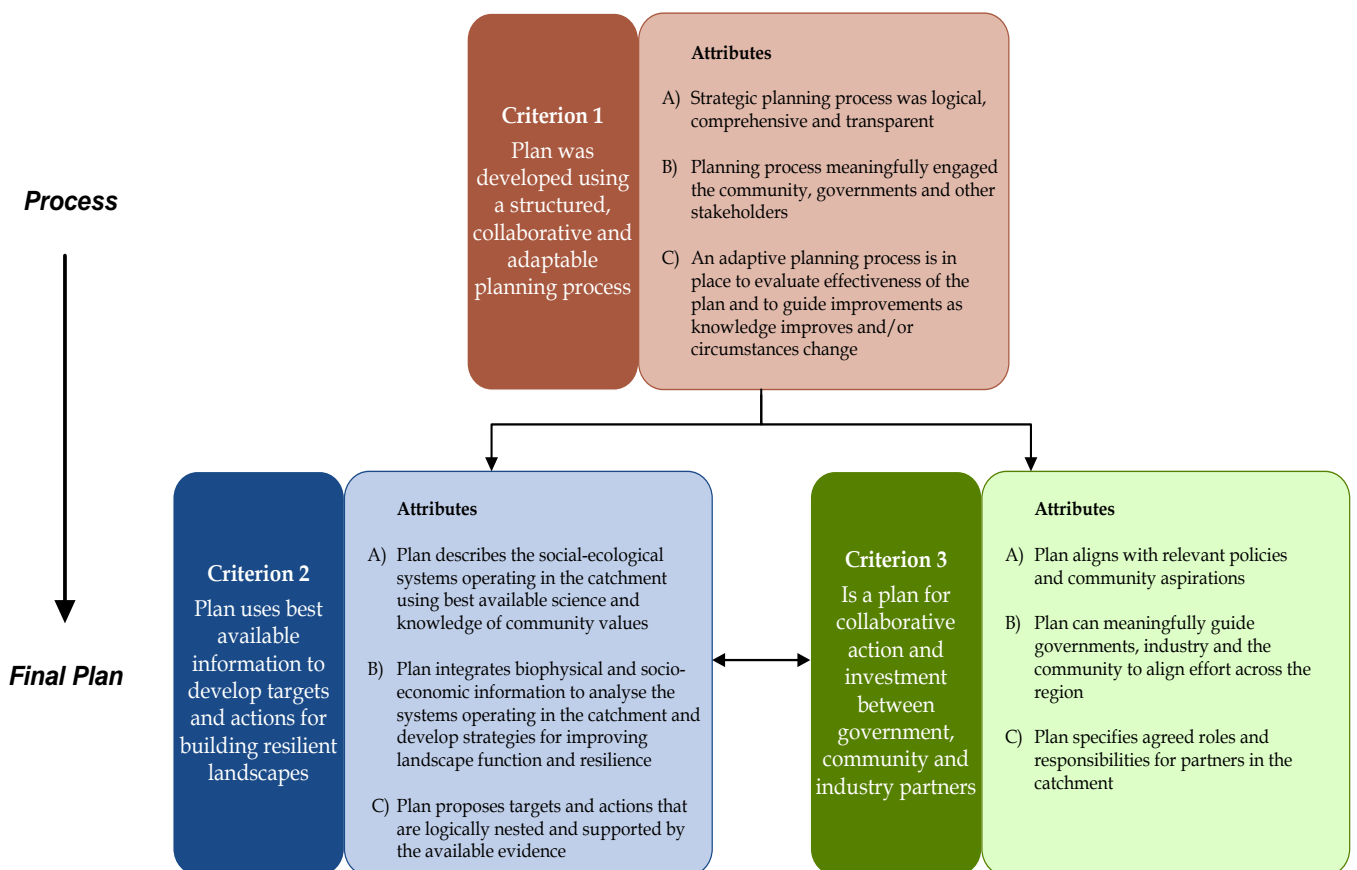 Process
Final Plan
Criterion 1
Plan was
developed using
a structured,
collaborative and
adaptable
planning process
Attributes
A) Strategic planning process was logical,
comprehensive and transparent
B) Planning process meaningfully engaged
the community, governments and other
stakeholders
C) An adaptive planning process is in
place to evaluate effectiveness of the
plan and to guide improvements as
knowledge improves and/or
circumstances change
Criterion 2
Plan uses best
available
information to
develop targets
and actions for
building resilient
landscapes
Attributes
A) Plan describes the social-ecological
systems operating in the catchment
using best available science and
knowledge of community values
B) Plan integrates biophysical and socio-
economic information to analyse the
systems operating in the catchment and
develop strategies for improving
landscape function and resilience
C) Plan proposes targets and actions that
are logically nested and supported by
the available evidence
Criterion 3
Is a plan for
collaborative
action and
investment
between
government,
community and
industry partners
Attributes
A) Plan aligns with relevant policies
and community aspirations
B) Plan can meaningfully guide
governments, industry and the
community to align effort across the
region
C) Plan specifies agreed roles and
responsibilities for partners in the
catchment